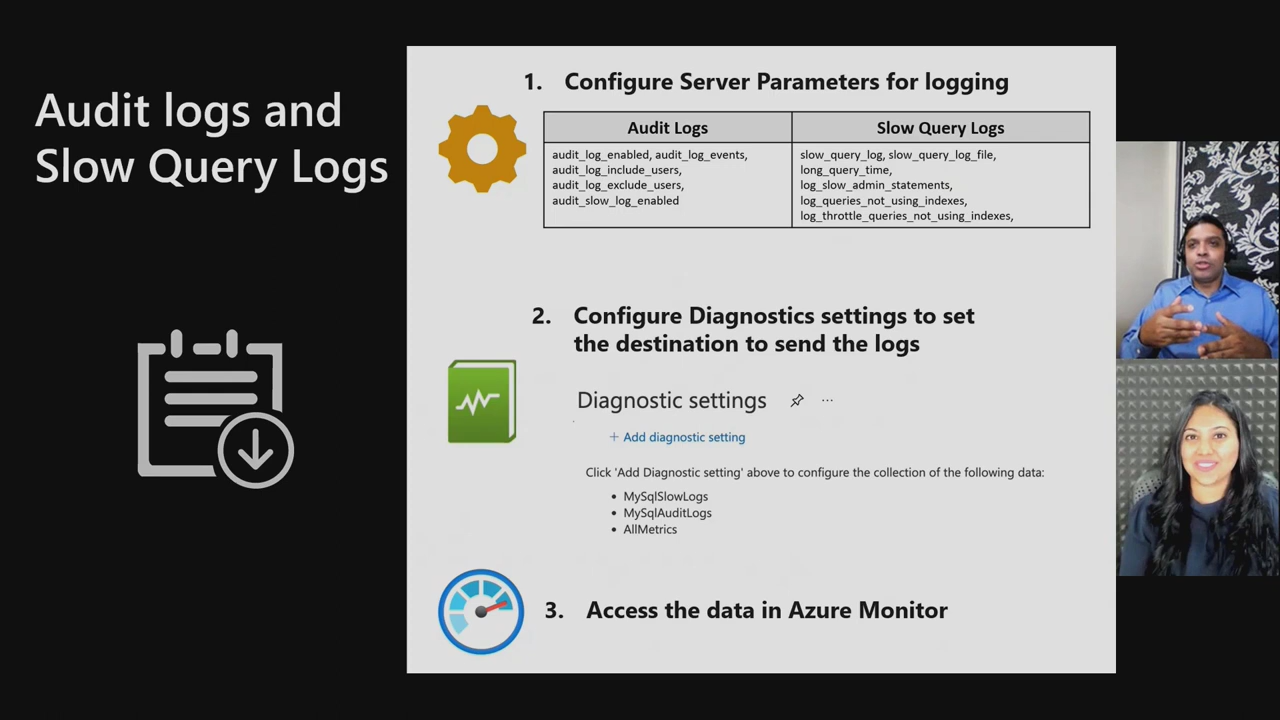 Audit logs and
Slow Query Logs
1. Configure Server Parameters for logging
Audit Logs
Slow Query Logs
audit_log_enabled, audit_log_events,
audit_log_include_users,
audit_log_exclude_users,
audit_slow_log_enabled
slow_query_log, slow_query_log_file,
long_query_time,
log_slow_admin_statements,
log_queries_not_using_indexes,
log_throttle_queries_not_using_indexes,
2. Configure Diagnostics settings to set
the destination to send the logs
Diagnostic settings ...
+ Add diagnostic setting
Click 'Add Diagnostic setting' above to configure the collection of the following data:
• MySqlSlowLogs
• MySqlAuditLogs
• AllMetrics
3. Access the data in Azure Monitor